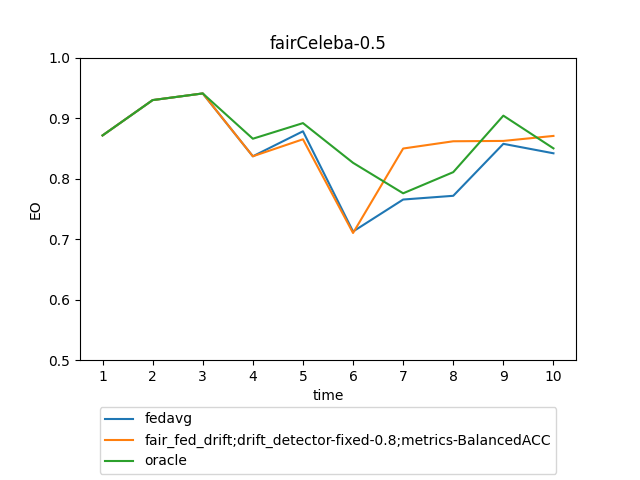 fairCeleba-0.5
1.0
0.9
0.8
0.7
0.6
0.5
EO
1 2 3 4 5 6 7 8 9 10
time
fedavg
fair_fed_drift;drift_detector-fixed-0.8;metrics-BalancedACC
oracle